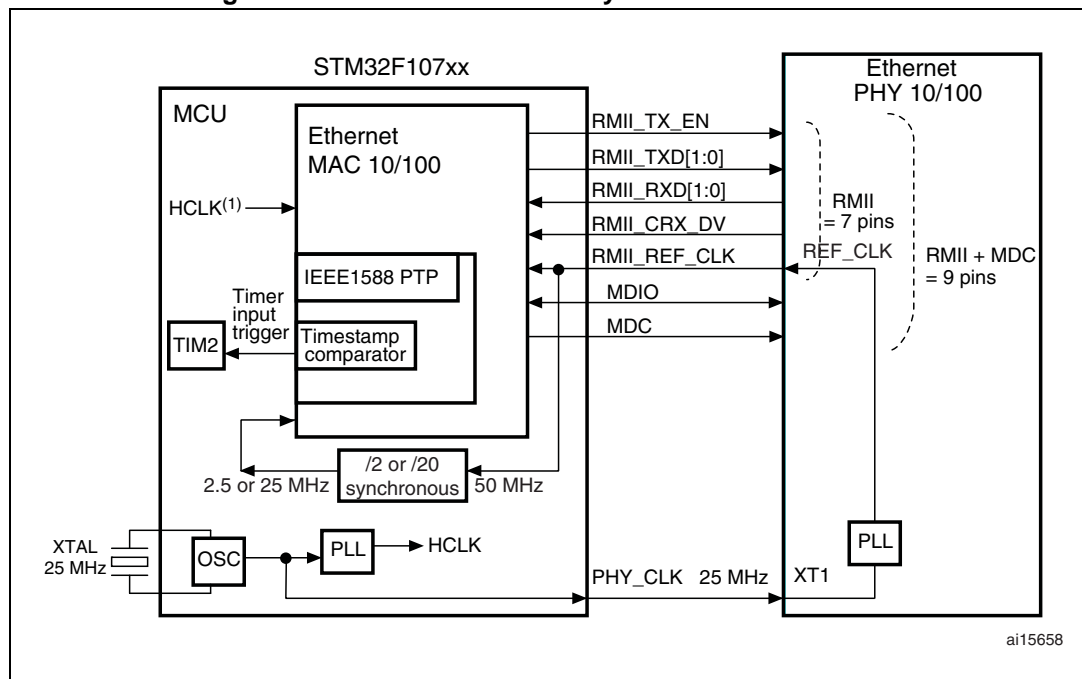 STM32F107xx
MCU
Ethernet
MAC 10/100
HCLK(1)
IEEE1588 PTP
Timer
input
trigger
Timestamp
comparator
TIM2
/2 or /20
synchronous
2.5 or 25 MHz
50 MHz
XTAL
25 MHz
OSC
PLL
HCLK
RMII_TX_EN
RMII_TXD[1:0]
RMII_RXD[1:0]
RMII_CRX_DV
RMII_REF_CLK
MDIO
MDC
PHY_CLK 25 MHz
Ethernet
PHY 10/100
RMII
= 7 pins
REF_CLK
RMII + MDC
= 9 pins
PLL
XT1
ai15658